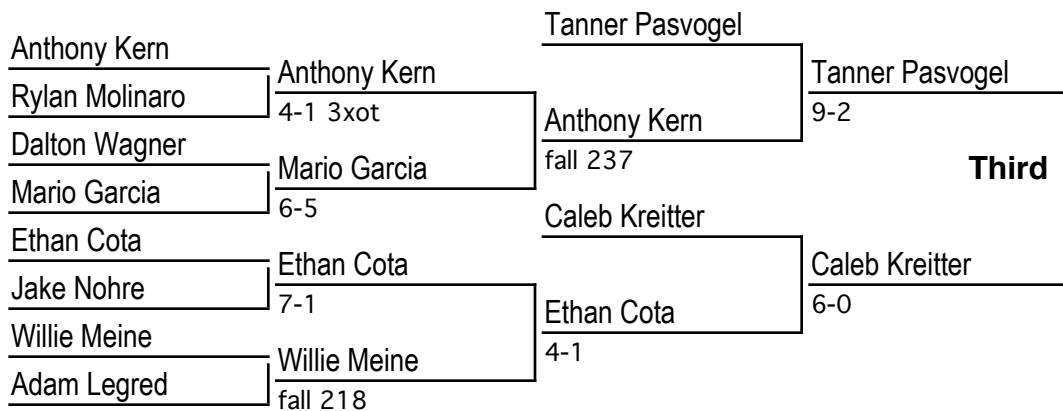 Anthony Kern
Rylan Molinaro
Dalton Wagner
Mario Garcia
Ethan Cota
Jake Nohre
Willie Meine
Adam Legred
Anthony Kern
4-1 3xot
Mario Garcia
6-5
Ethan Cota
7-1
Willie Meine
fall 218
Tanner Pasvogel
Anthony Kern
fall 237
Caleb Kreitter
Ethan Cota
4-1
Tanner Pasvogel
9-2
Third
Caleb Kreitter
6-0